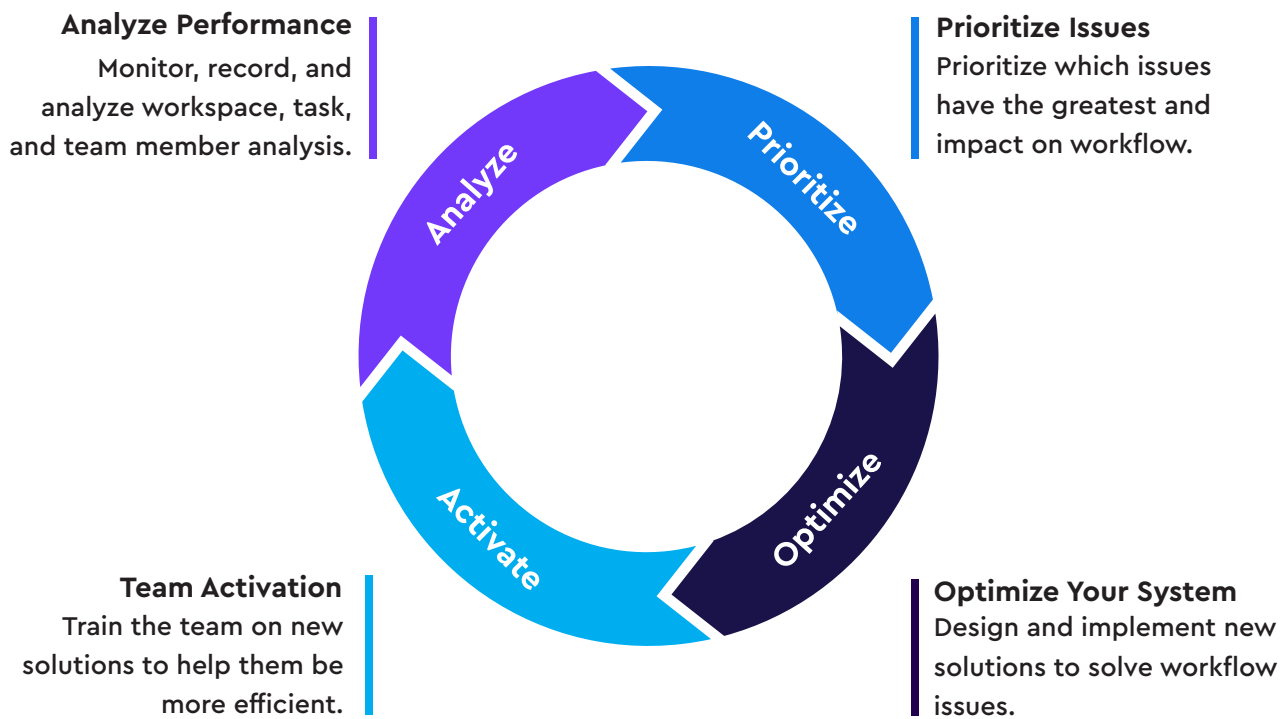 Analyze Performance
Monitor, record, and
analyze workspace, task,
and team member analysis.
Prioritize Issues
Prioritize which issues
have the greatest and
impact on workflow.
Analyze
Prioritize
Optimize
Activate
Team Activation
Train the team on new
solutions to help them be
more efficient.
Optimize Your System
Design and implement new
solutions to solve workflow
issues.